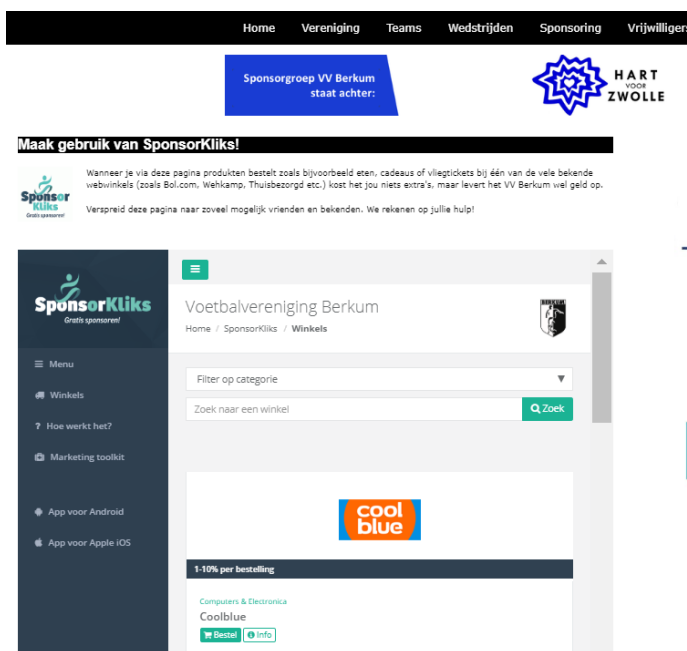 Home Vereniging Teams Wedstrijden Sponsoring Vrijwilligers
Sponsorgroep VV Berkum
staat achter:
HART
VOOR
ZWOLLE
Maak gebruik van SponsorKliks!
Wanneer je via deze pagina produkten bestelt zoals bijvoorbeeld eten, cadeaus of vliegtickets bij één van de vele bekende
webwinkels (zoals Bol.com, Wehkamp, Thuisbezorgd etc.) kost het jou niets extra's, maar levert het VV Berkum wel geld op.
Sponsor
Kliks
Gratis sponsoren!
Verspreid deze pagina naar zoveel mogelijk vrienden en bekenden. We rekenen op jullie hulp!
SponsorKliks
Gratis sponsoren!
Menu
Winkels
? Hoe werkt het?
Marketing toolkit
App voor Android
App voor Apple iOS
Voetbalvereniging Berkum
Home / SponsorKliks / Winkels
BERKUM
Filter op categorie
Zoek naar een winkel
Zoek
cool
blue
1-10% per bestelling
Computers & Electronica
Coolblue
Bestel Info